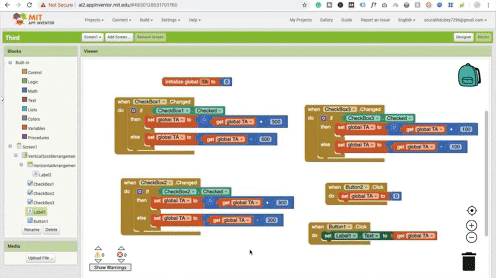 Not Secure | ai2.appinventor.mit.edu/#4830128631701760
MIT
APP INVENTOR
Projects Connect Build Settings Help
My Projects Gallery Guide Report an Issue English
Third
Screen1 Add Screen ... Remove Screen
Designer Blocks
Blocks
Viewer
Built-in
Control
Logic
Math
Text
Lists
Colors
Variables
Procedures
Screen1
CheckBox1
CheckBox2
CheckBox3
Label1
Button1
Rename Delete
Media
Upload File ...
initialize global TA to 0
when CheckBox1 .Changed
do if CheckBox1 . Checked
then set global TA to get global TA + 500
else set global TA to get global TA - 500
when CheckBox2 .Changed
do if CheckBox2 . Checked
then set global TA to get global TA + 300
else set global TA to get global TA - 300
when CheckBox3 .Changed
do if CheckBox3 . Checked
then set global TA to get global TA + 100
else set global TA to get global TA - 100
when Button2 .Click
do set global TA to 0
when Button1 .Click
do set Label1 . Text to get global TA
0 0
Show Warnings